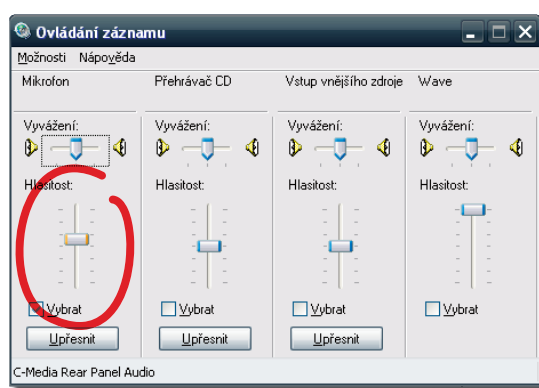 Ovládání záznamu
Možnosti Nápověda
Mikrofon Přehrávač CD Vstup vnějšího zdroje Wave
Vyvážení: Vyvážení: Vyvážení: Vyvážení:
Hlasitost: Hlasitost: Hlasitost: Hlasitost:
Vybrat Vybrat Vybrat Vybrat
Upřesnit Upřesnit Upřesnit
C-Media Rear Panel Audio